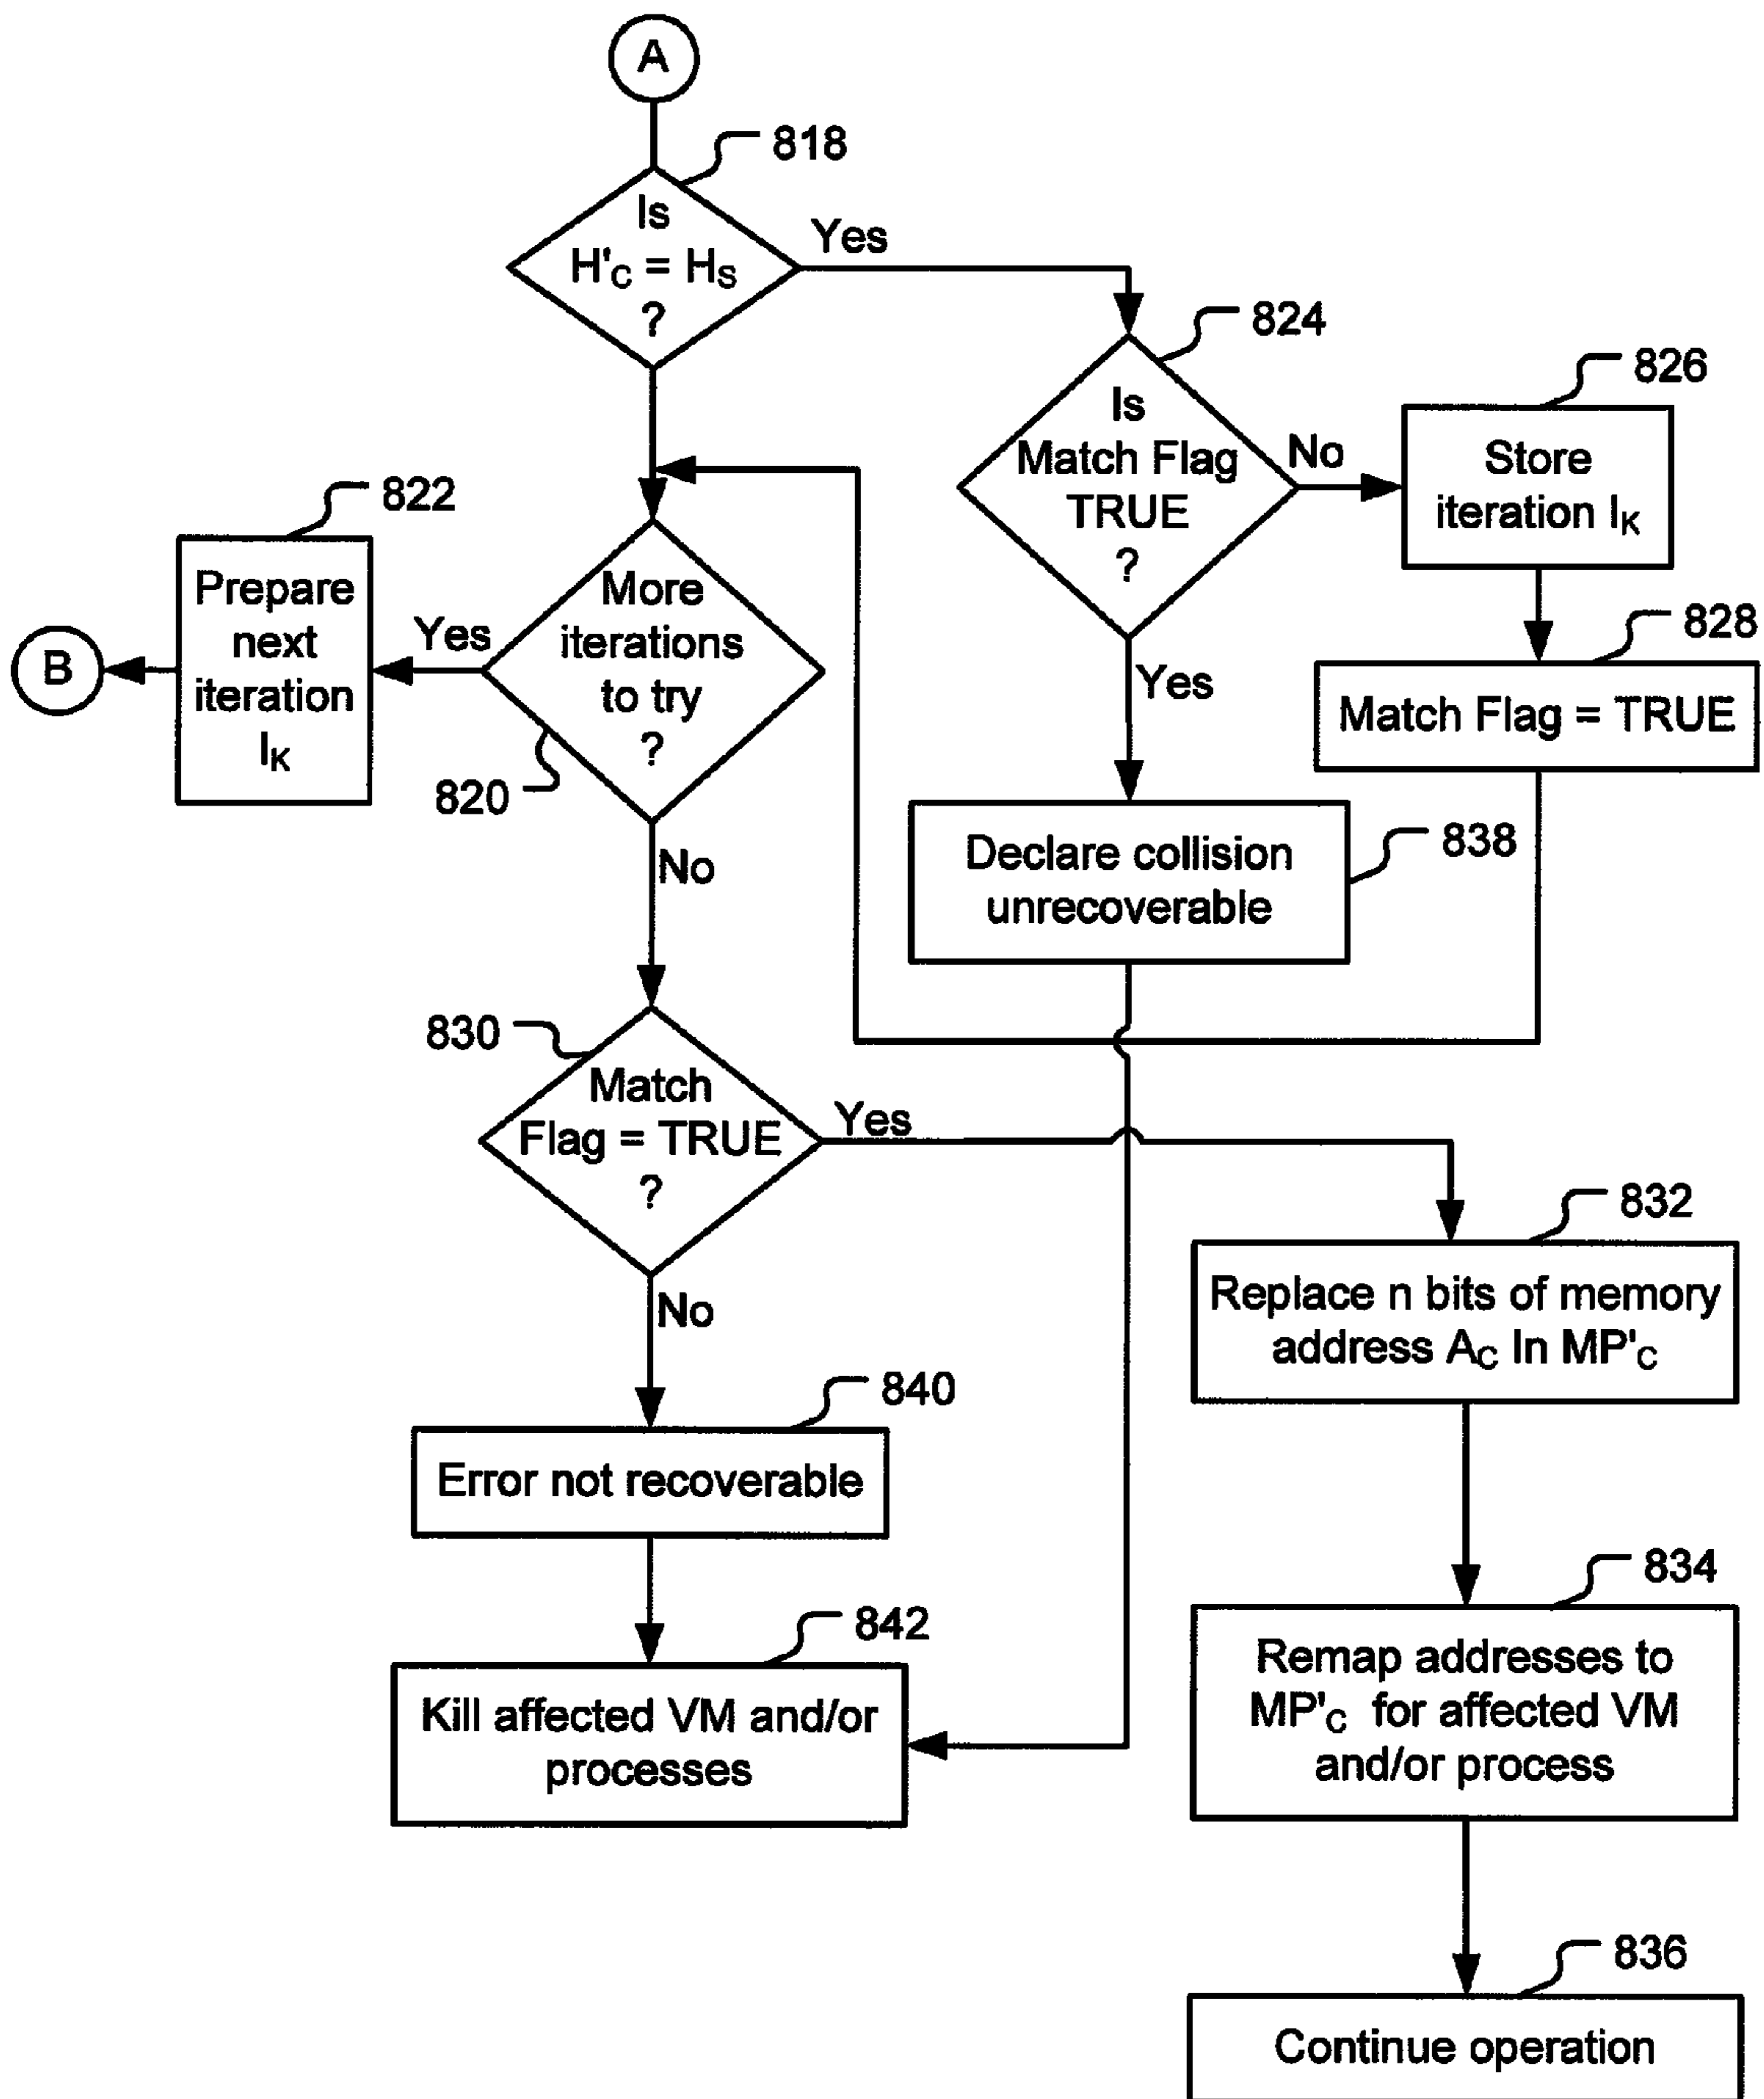 A
818
Is
H'C = HS
?
Yes
824
Is
Match Flag
TRUE
?
No
826
Store
iteration IK
822
Prepare
next
iteration
IK
B
Yes
More
iterations
to try
?
820
828
Match Flag = TRUE
Yes
No
838
Declare collision
unrecoverable
830
Match
Flag = TRUE
?
Yes
832
Replace n bits of memory
address AC In MP'C
No
840
Error not recoverable
834
Remap addresses to
MP'C for affected VM
and/or process
842
Kill affected VM and/or
processes
836
Continue operation